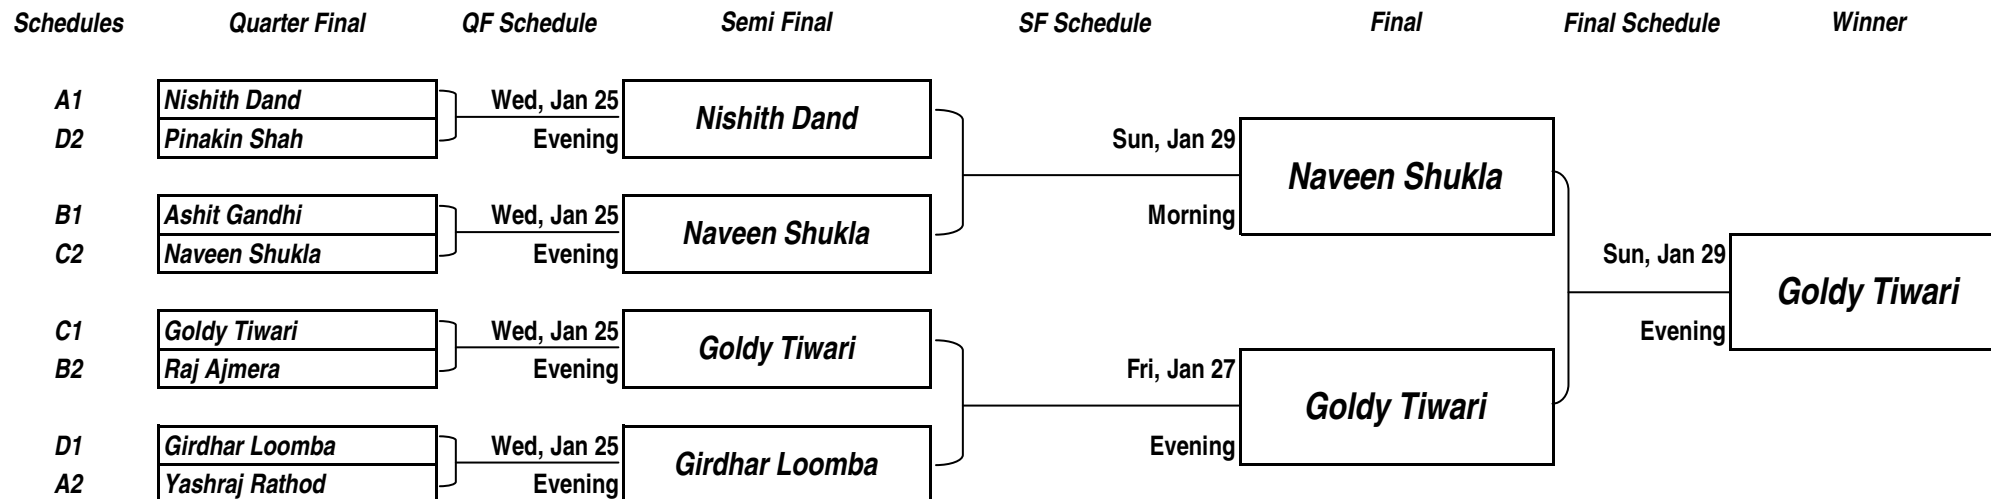 Schedules Quarter Final QF Schedule Semi Final SF Schedule Final Final Schedule Winner
A1 Nishith Dand Wed, Jan 25
Nishith Dand
D2 Pinakin Shah Evening
Sun, Jan 29
Naveen Shukla
B1 Ashit Gandhi Wed, Jan 25
Morning
Naveen Shukla
C2 Naveen Shukla Evening
Sun, Jan 29
Goldy Tiwari
C1 Goldy Tiwari Wed, Jan 25
Evening
Goldy Tiwari
B2 Raj Ajmera Evening
Fri, Jan 27
Goldy Tiwari
D1 Girdhar Loomba Wed, Jan 25
Evening
Girdhar Loomba
A2 Yashraj Rathod Evening